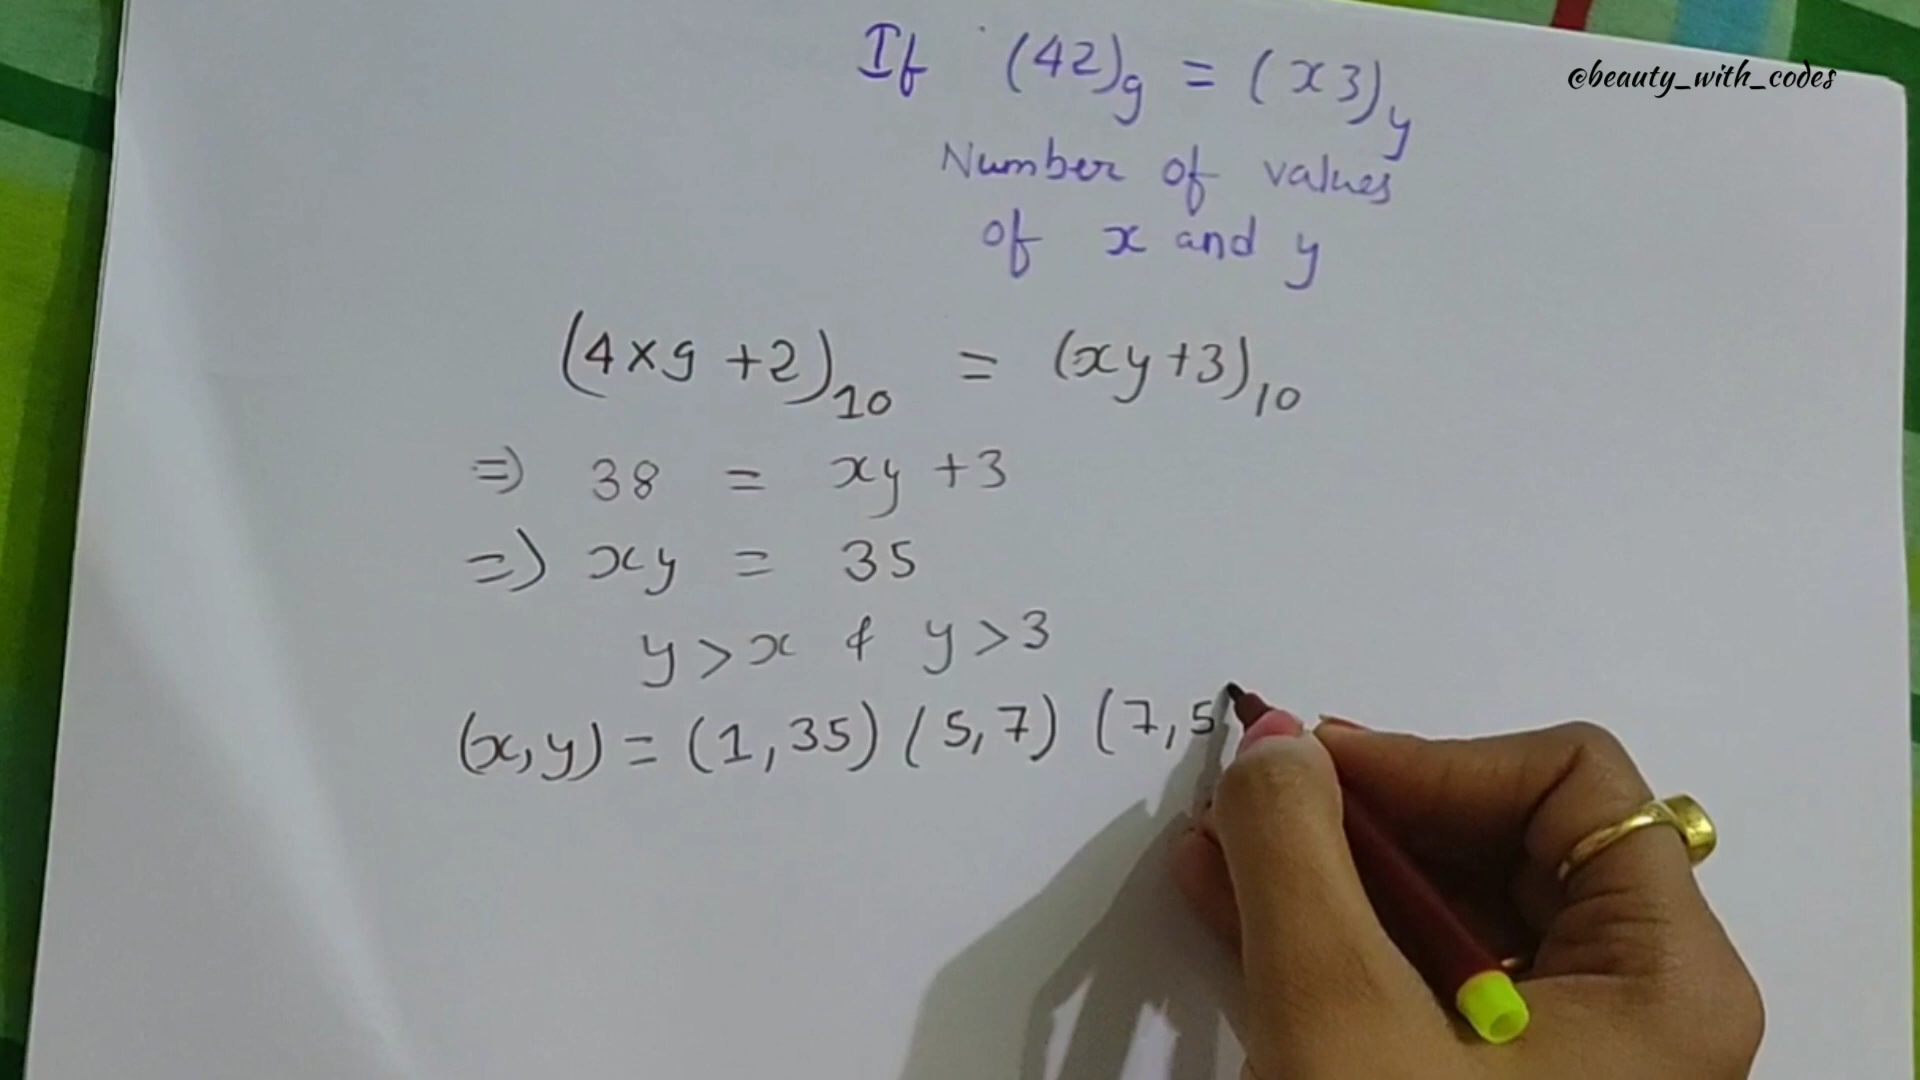 @beauty_with_codes
If (42)9 = (x3)y
Number of values
of x and y
(4×9+2)10 = (xy+3)10
=) 38 = xy +3
=) xy = 35
y>x & y>3
(x,y) = (1,35) (5,7) (7,5